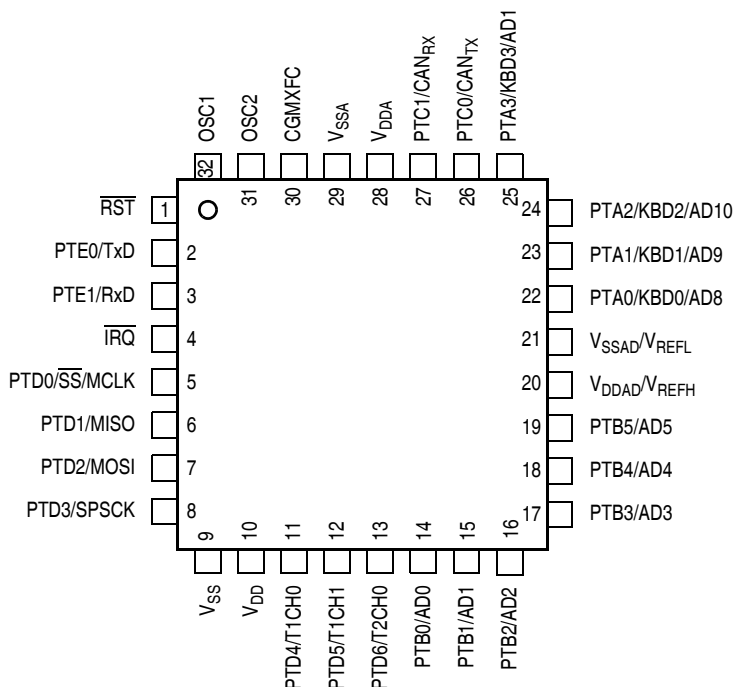 OSC1
OSC2
CGMXFC
VSSA
VDDA
PTC1/CANRX
PTC0/CANTX
PTA3/KBD3/AD1
32
31
30
29
28
27
26
25
RST 1
PTE0/TxD 2
PTE1/RxD 3
IRQ 4
PTD0/SS/MCLK 5
PTD1/MISO 6
PTD2/MOSI 7
PTD3/SPSCK 8
24 PTA2/KBD2/AD10
23 PTA1/KBD1/AD9
22 PTA0/KBD0/AD8
21 VSSAD/VREFL
20 VDDAD/VREFH
19 PTB5/AD5
18 PTB4/AD4
17 PTB3/AD3
9
10
11
12
13
14
15
16
VSS
VDD
PTD4/T1CH0
PTD5/T1CH1
PTD6/T2CH0
PTB0/AD0
PTB1/AD1
PTB2/AD2